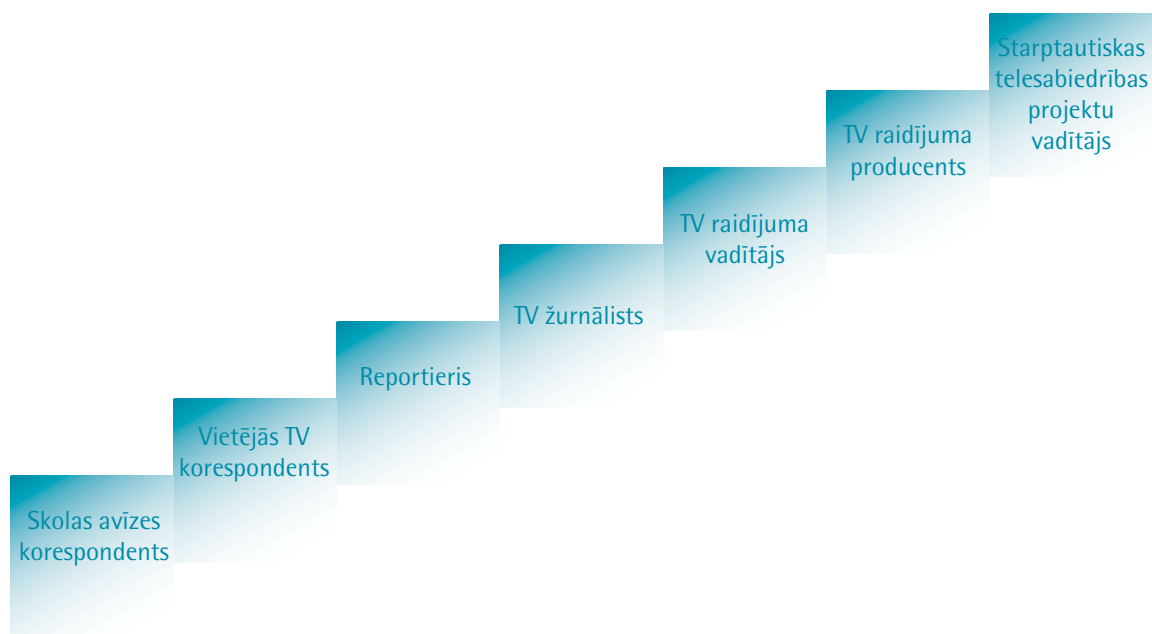 Starptautiskas
telesabiedrības
projektu
vadītājs
TV raidījuma
producents
TV raidījuma
vadītājs
TV žurnālists
Reportieris
Vietējās TV
korespondents
Skolas avīzes
korespondents